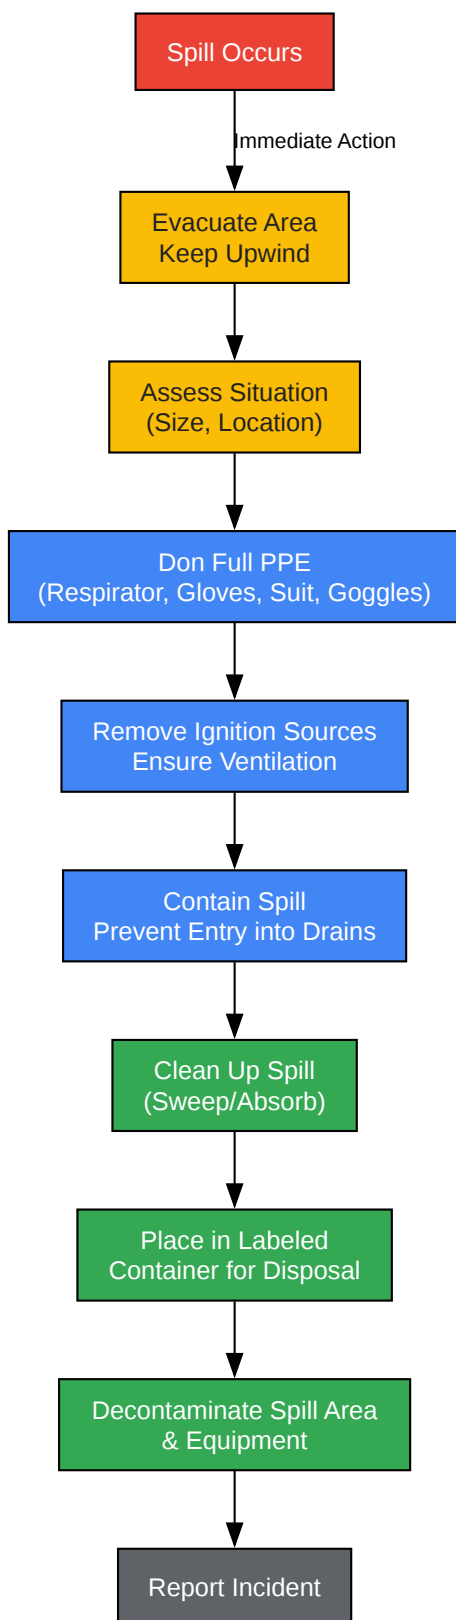 Spill Occurs
Immediate Action
Evacuate Area
Keep Upwind
Assess Situation
(Size, Location)
Don Full PPE
(Respirator, Gloves, Suit, Goggles)
Remove Ignition Sources
Ensure Ventilation
Contain Spill
Prevent Entry into Drains
Clean Up Spill
(Sweep/Absorb)
Place in Labeled
Container for Disposal
Decontaminate Spill Area
& Equipment
Report Incident